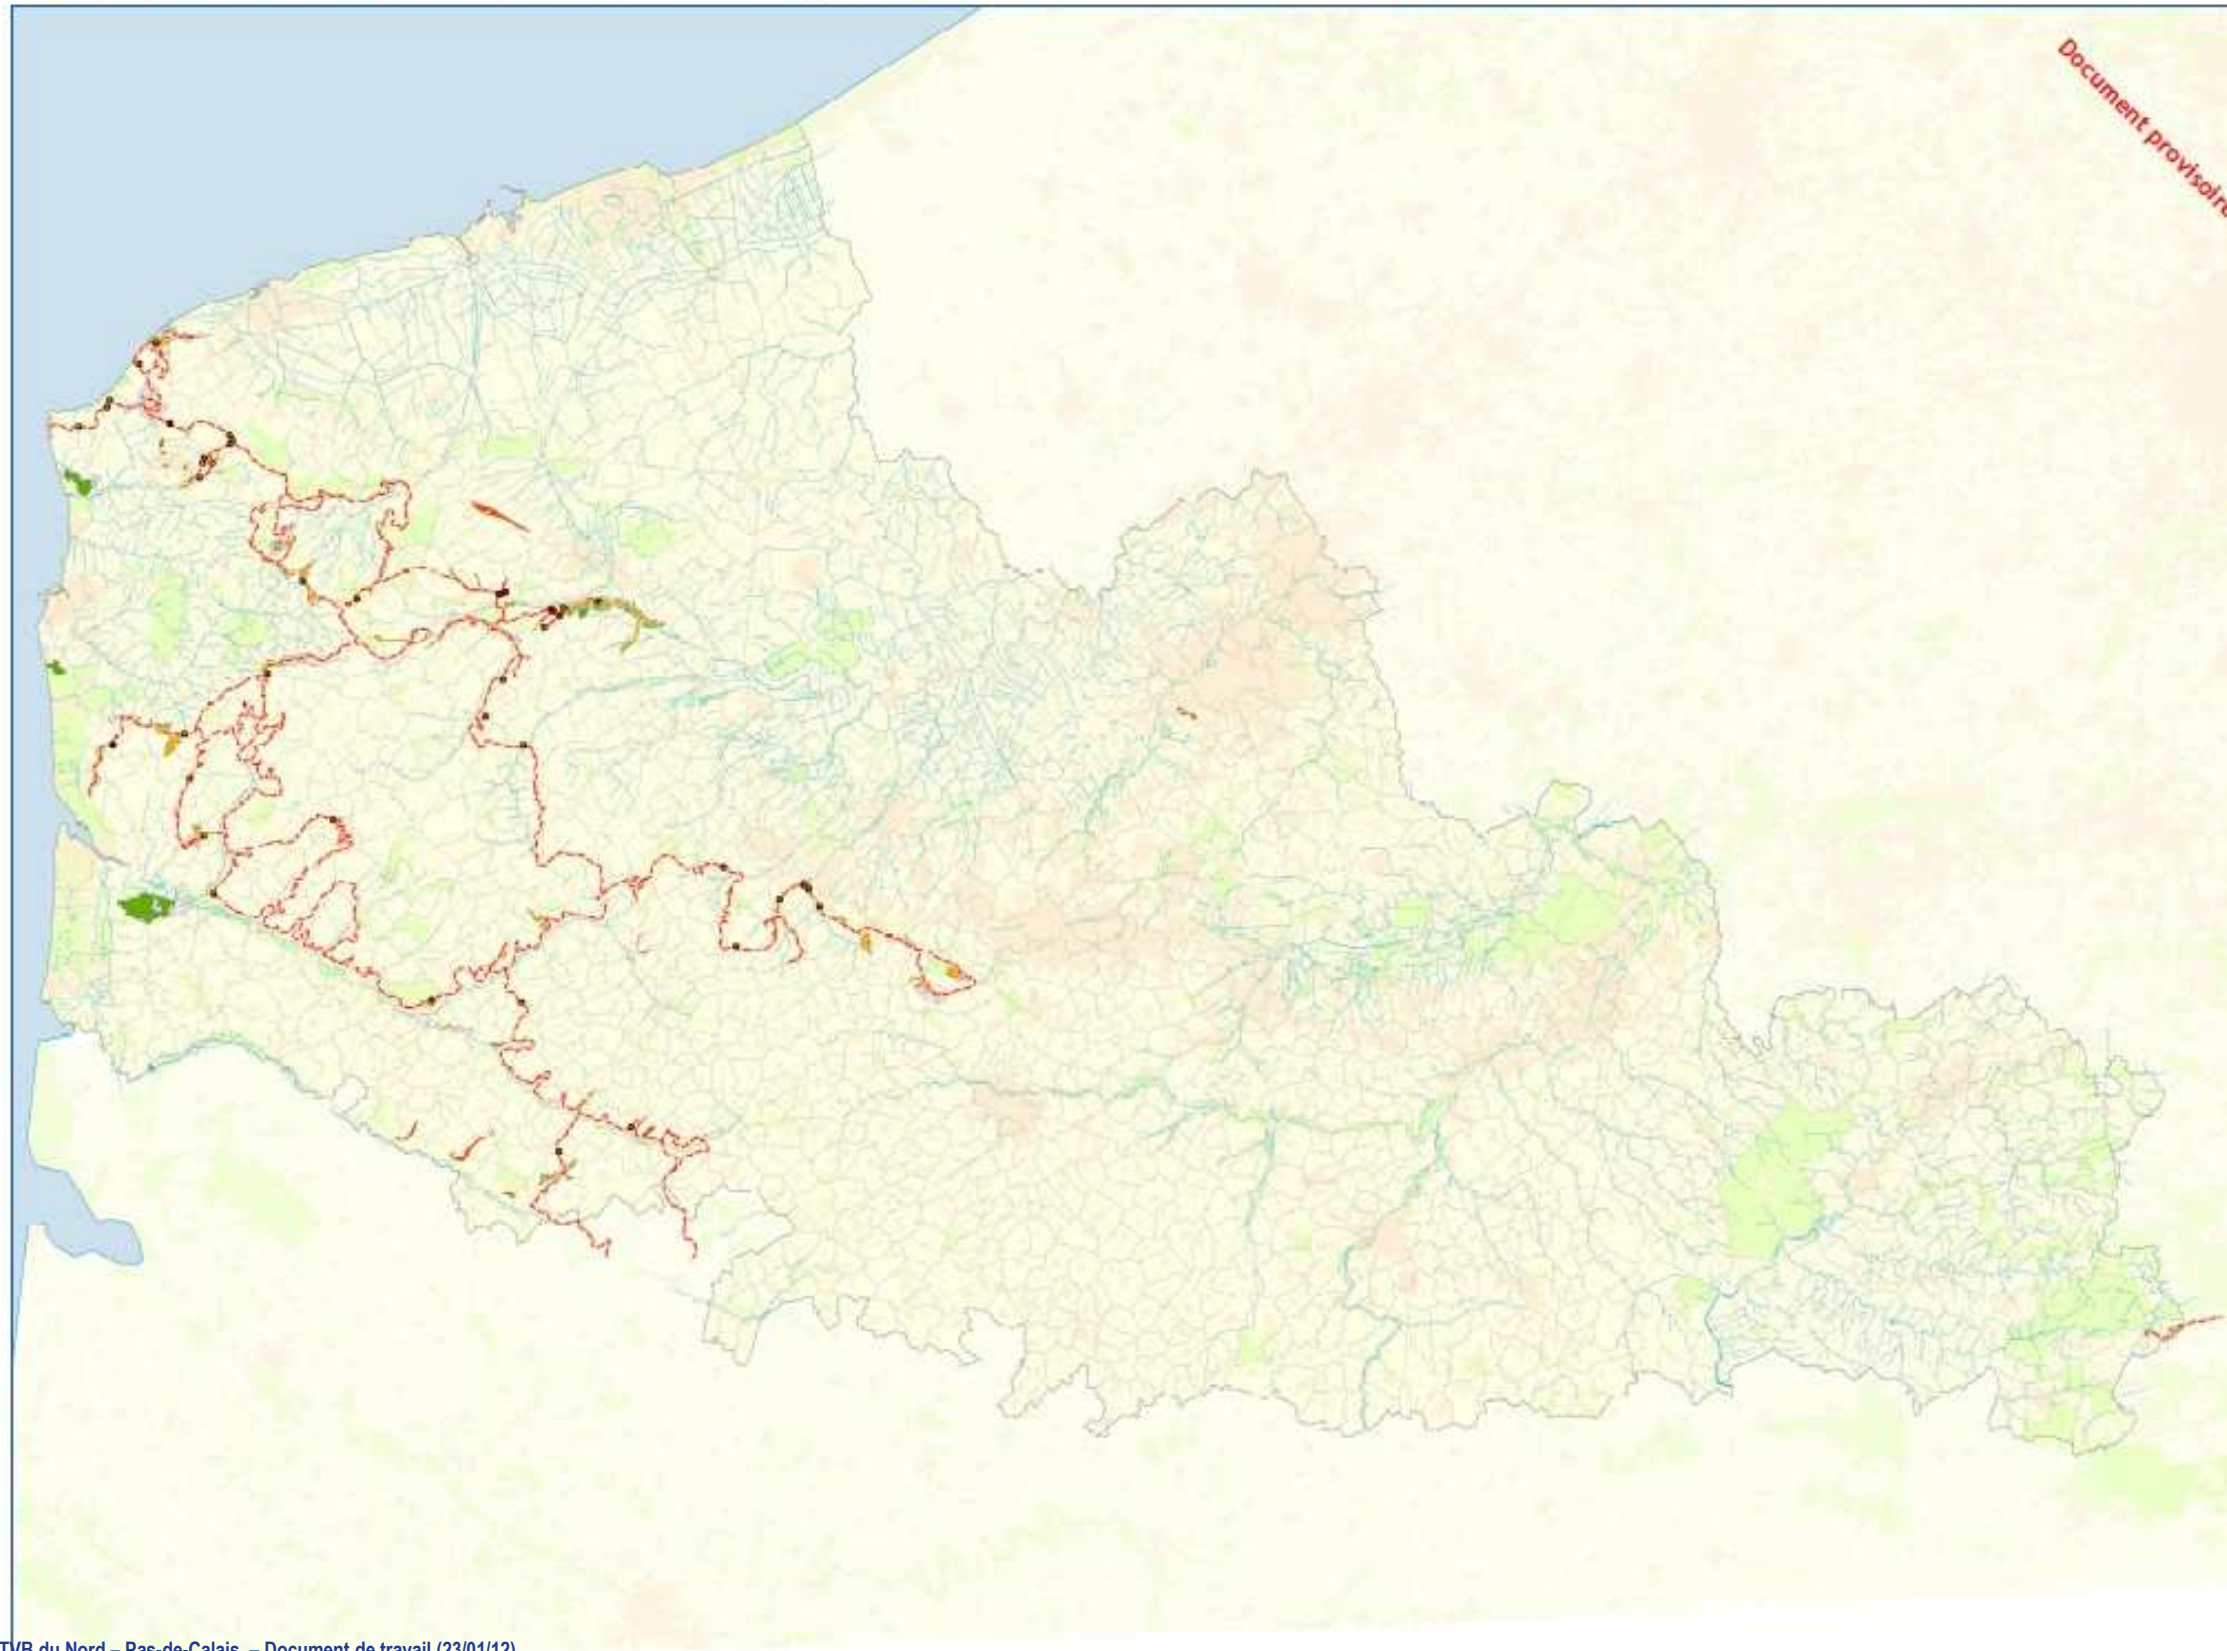 Document provisoire
TVB du Nord – Pas-de-Calais – Document de travail (23/01/12)